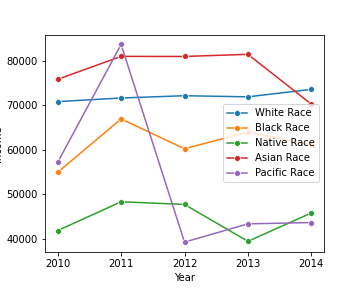 80000
70000
60000
50000
40000
White Race
Black Race
Native Race
Asian Race
Pacific Race
2010 2011 2012 2013 2014
Year